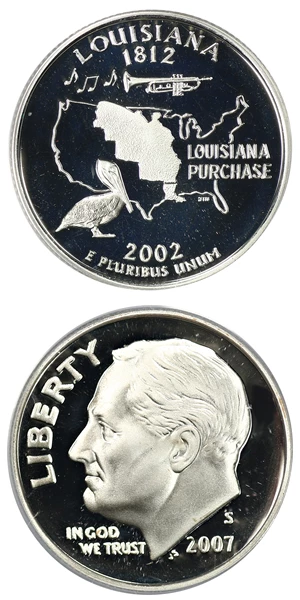 LOUISIANA
1812
LOUISIANA
PURCHASE
2002
E PLURIBUS UNUM
LIBERTY
IN GOD
WE TRUST
S
2007